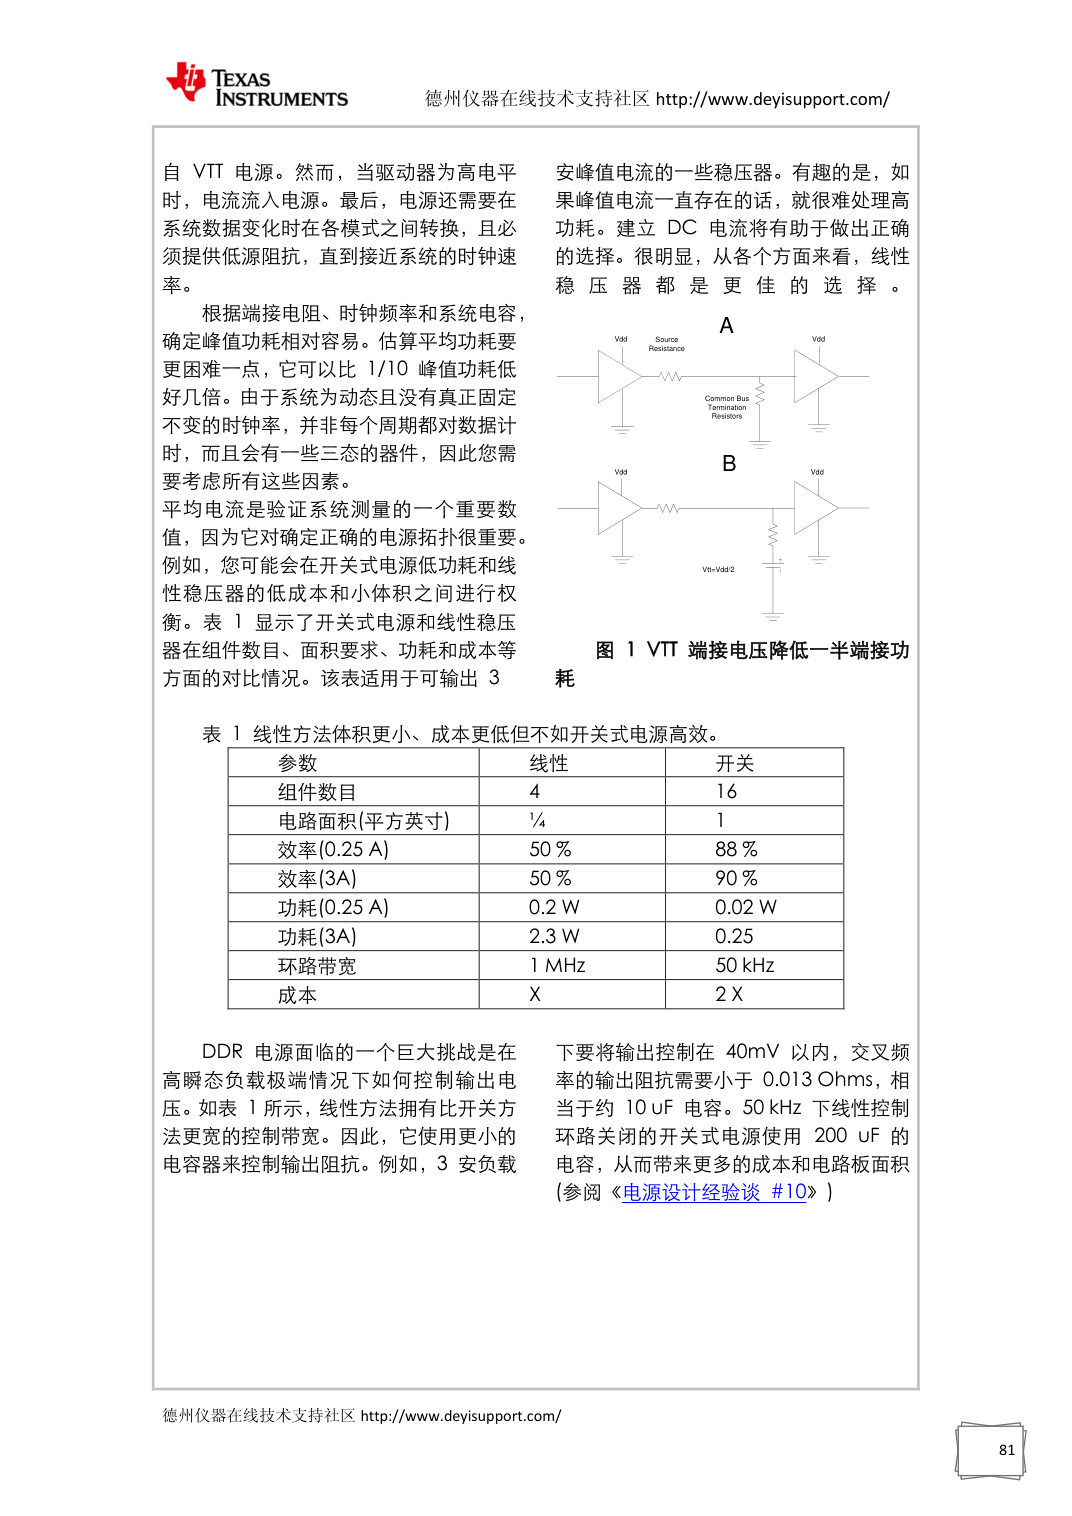 TEXAS
INSTRUMENTS
德州仪器在线技术支持社区 http://www.deyisupport.com/
自 VTT 电源。然而，当驱动器为高电平
时，电流流入电源。最后，电源还需要在
系统数据变化时在各模式之间转换，且必
须提供低源阻抗，直到接近系统的时钟速
率。
根据端接电阻、时钟频率和系统电容，
确定峰值功耗相对容易。估算平均功耗要
更困难一点，它可以比 1/10 峰值功耗低
好几倍。由于系统为动态且没有真正固定
不变的时钟率，并非每个周期都对数据计
时，而且会有一些三态的器件，因此您需
要考虑所有这些因素。
平均电流是验证系统测量的一个重要数
值，因为它对确定正确的电源拓扑很重要。
例如，您可能会在开关式电源低功耗和线
性稳压器的低成本和小体积之间进行权
衡。表 1 显示了开关式电源和线性稳压
器在组件数目、面积要求、功耗和成本等
方面的对比情况。该表适用于可输出 3
安峰值电流的一些稳压器。有趣的是，如
果峰值电流一直存在的话，就很难处理高
功耗。建立 DC 电流将有助于做出正确
的选择。很明显，从各个方面来看，线性
稳压器都是更佳的选择。
A
Vdd
Source
Resistance
Vdd
Common Bus
Termination
Resistors
B
Vdd
Vdd
Vtt=Vdd/2
+
图 1 VTT 端接电压降低一半端接功
耗
表 1 线性方法体积更小、成本更低但不如开关式电源高效。
参数 线性 开关
组件数目 4 16
电路面积(平方英寸) ¼ 1
效率(0.25 A) 50 % 88 %
效率(3A) 50 % 90 %
功耗(0.25 A) 0.2 W 0.02 W
功耗(3A) 2.3 W 0.25
环路带宽 1 MHz 50 kHz
成本 X 2 X
DDR 电源面临的一个巨大挑战是在
高瞬态负载极端情况下如何控制输出电
压。如表 1 所示，线性方法拥有比开关方
法更宽的控制带宽。因此，它使用更小的
电容器来控制输出阻抗。例如，3 安负载
下要将输出控制在 40mV 以内，交叉频
率的输出阻抗需要小于 0.013 Ohms，相
当于约 10 uF 电容。50 kHz 下线性控制
环路关闭的开关式电源使用 200 uF 的
电容，从而带来更多的成本和电路板面积
(参阅《电源设计经验谈 #10》)
德州仪器在线技术支持社区 http://www.deyisupport.com/
81